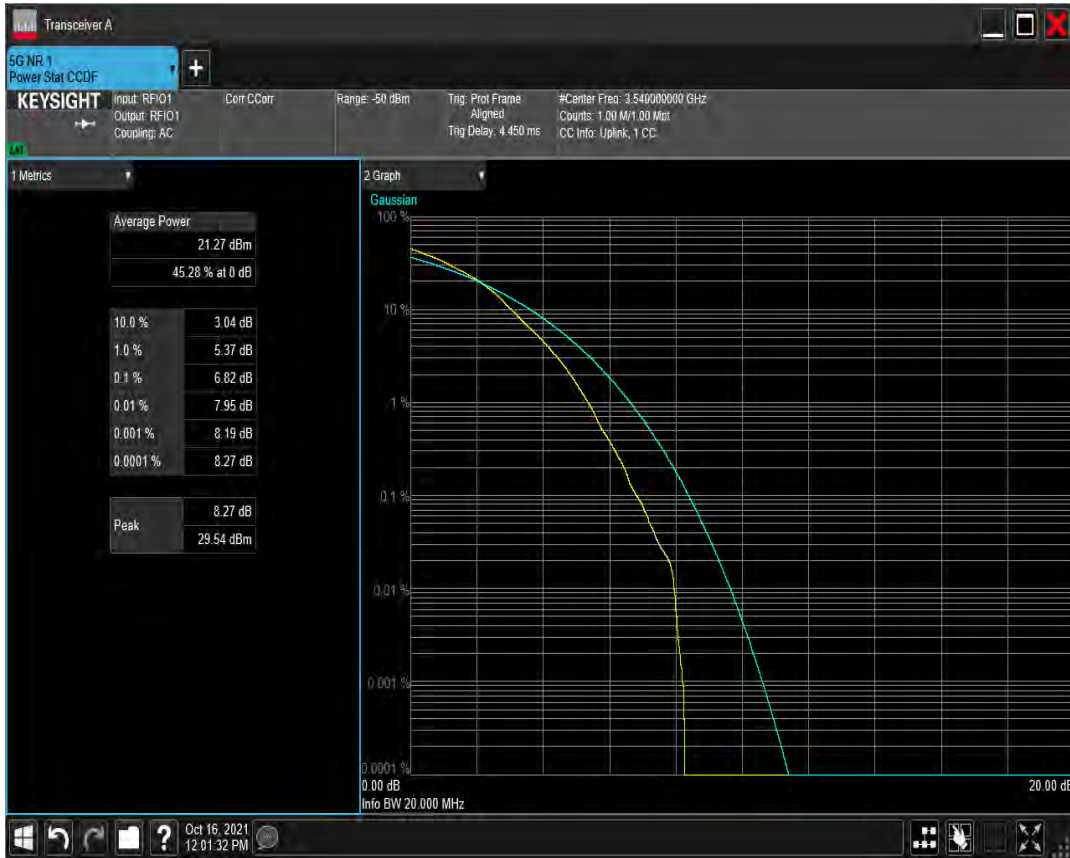 Transceiver A
5G NR 1
Power Stat CCDF
+
KEYSIGHT
Input: RFIO1
Output: RFIO1
Coupling: AC
Corr CCorr
Range: -50 dBm
Trig: Prot Frame
Aligned
Trig Delay: 4.450 ms
#Center Freq: 3.540000000 GHz
Counts: 1.00 M/1.00 Mpt
CC Info: Uplink, 1 CC
1 Metrics
Average Power
21.27 dBm
45.28 % at 0 dB
10.0 % 3.04 dB
1.0 % 5.37 dB
0.1 % 6.82 dB
0.01 % 7.95 dB
0.001 % 8.19 dB
0.0001 % 8.27 dB
Peak
8.27 dB
29.54 dBm
2 Graph
Gaussian
100 %
10 %
1 %
0.1 %
0.01 %
0.001 %
0.0001 %
0.00 dB
20.00 dB
Info BW 20.000 MHz
?
Oct 16, 2021
12:01:32 PM